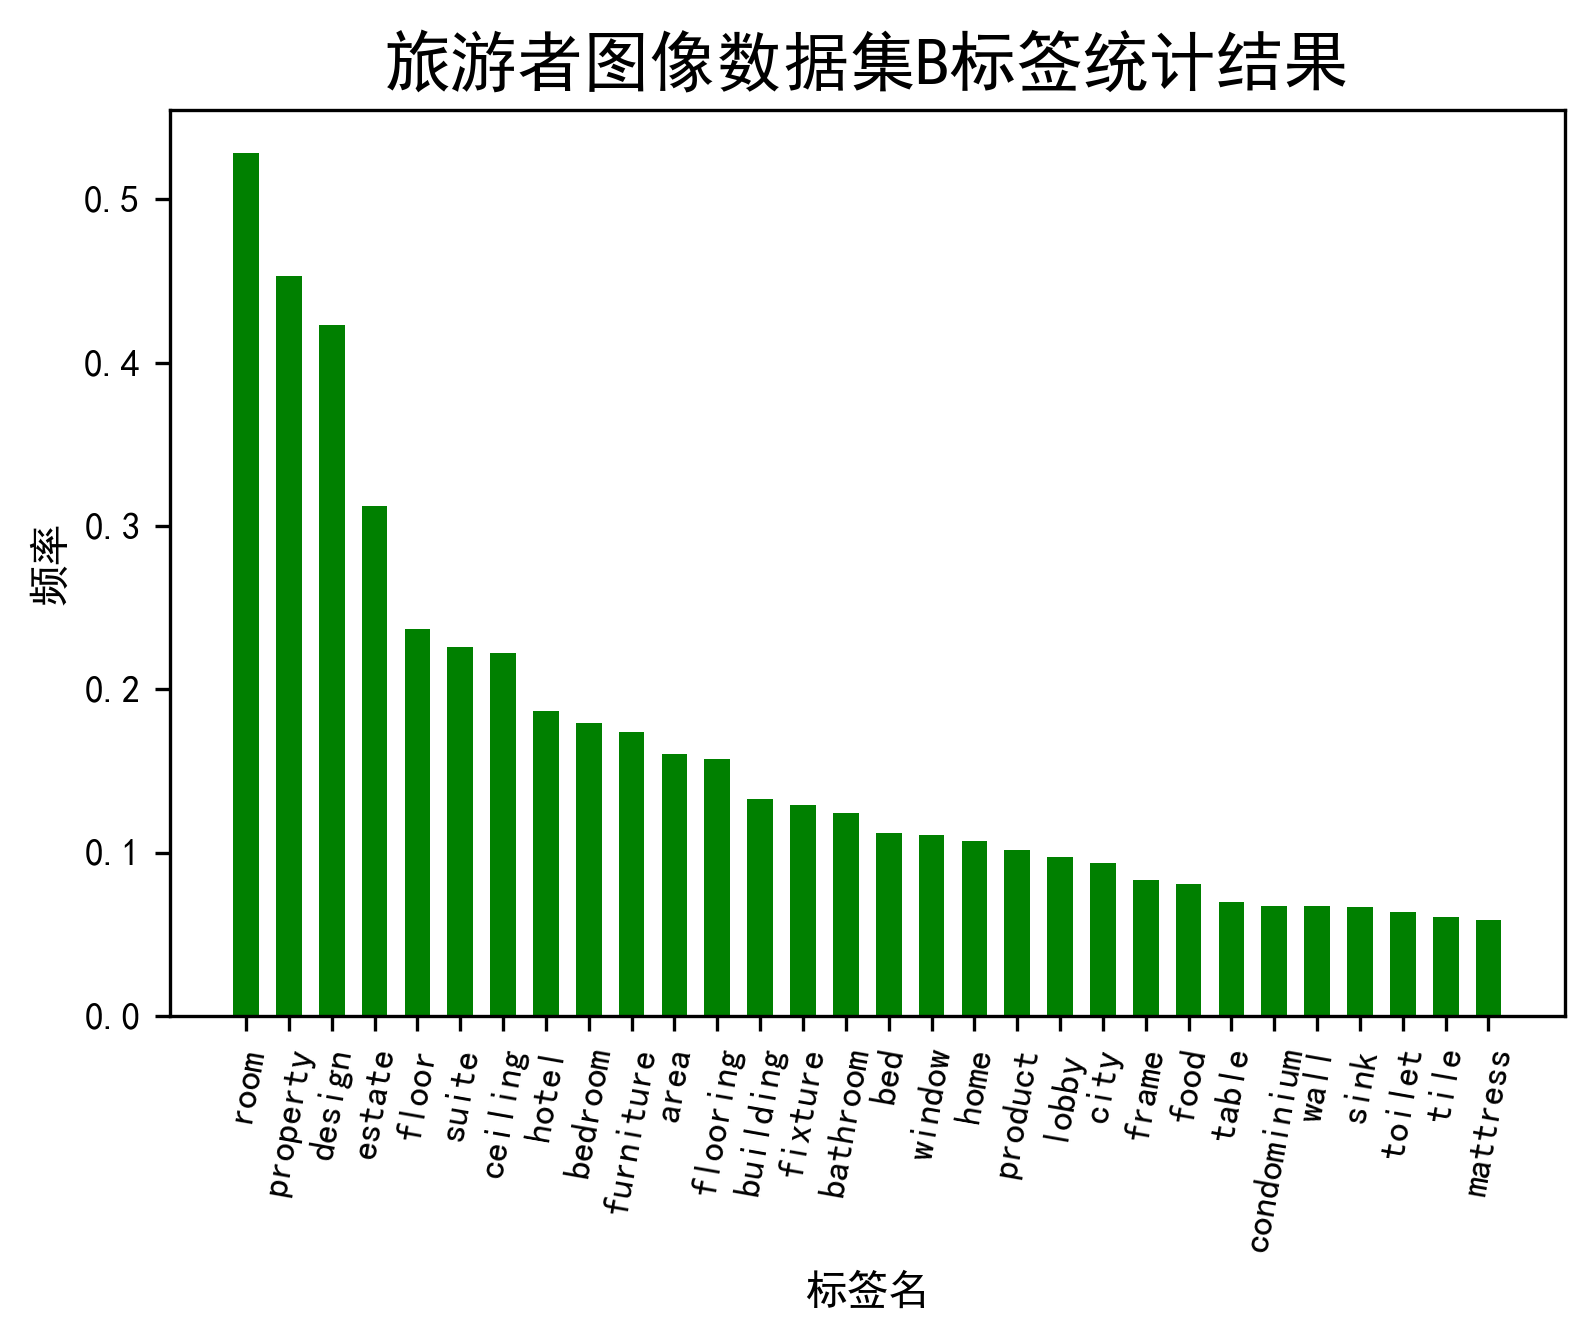 旅游者图像数据集B标签统计结果
频率
0.5
0.4
0.3
0.2
0.1
0.0
room
property
design
estate
floor
suite
ceiling
hotel
bedroom
furniture
area
flooring
building
fixture
bathroom
bed
window
home
product
lobby
city
frame
food
table
condominium
wall
sink
toilet
tile
mattress
标签名